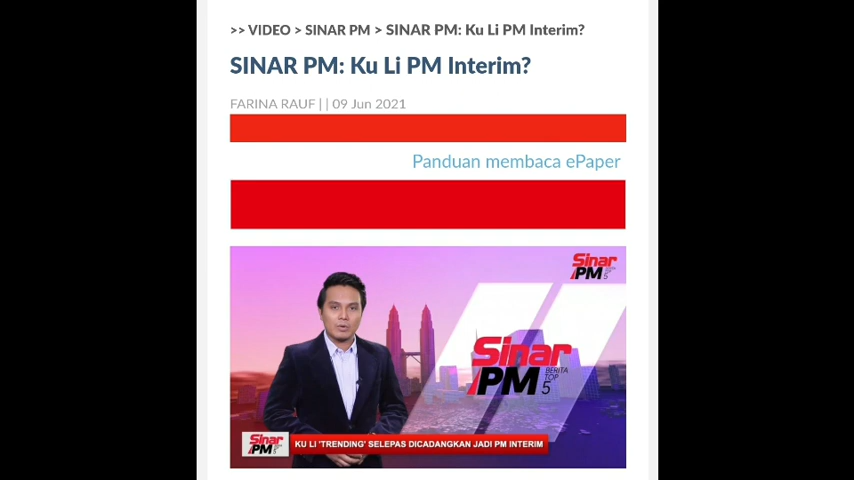 >> VIDEO > SINAR PM > SINAR PM: Ku Li PM Interim?
SINAR PM: Ku Li PM Interim?
FARINA RAUF | | 09 Jun 2021
Panduan membaca ePaper
Sinar
PM
5
Sinar
PM BERITA TOP 5
Sinar
PM
KU LI 'TRENDING' SELEPAS DICADANGKAN JADI PM INTERIM